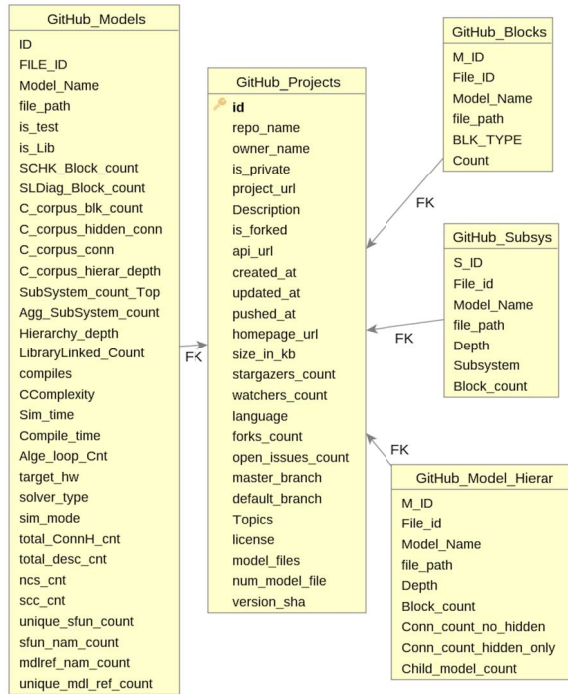 GitHub_Models
ID
FILE_ID
Model_Name
file_path
is_test
is_Lib
SCHK_Block_count
SLDiag_Block_count
C_corpus_blk_count
C_corpus_hidden_conn
C_corpus_conn
C_corpus_hierar_depth
SubSystem_count_Top
Agg_SubSystem_count
Hierarchy_depth
LibraryLinked_Count
compiles
CComplexity
Sim_time
Compile_time
Alge_loop_Cnt
target_hw
solver_type
sim_mode
total_ConnH_cnt
total_desc_cnt
ncs_cnt
scc_cnt
unique_sfun_count
sfun_nam_count
mdlref_nam_count
unique_mdl_ref_count
FK
GitHub_Projects
id
repo_name
owner_name
is_private
project_url
Description
is_forked
api_url
created_at
updated_at
pushed_at
homepage_url
size_in_kb
stargazers_count
watchers_count
language
forks_count
open_issues_count
master_branch
default_branch
Topics
license
model_files
num_model_file
version_sha
GitHub_Blocks
M_ID
File_ID
Model_Name
file_path
BLK_TYPE
Count
FK
GitHub_Subsys
S_ID
File_id
Model_Name
file_path
Depth
Subsystem
Block_count
FK
FK
GitHub_Model_Hierar
M_ID
File_id
Model_Name
file_path
Depth
Block_count
Conn_count_no_hidden
Conn_count_hidden_only
Child_model_count